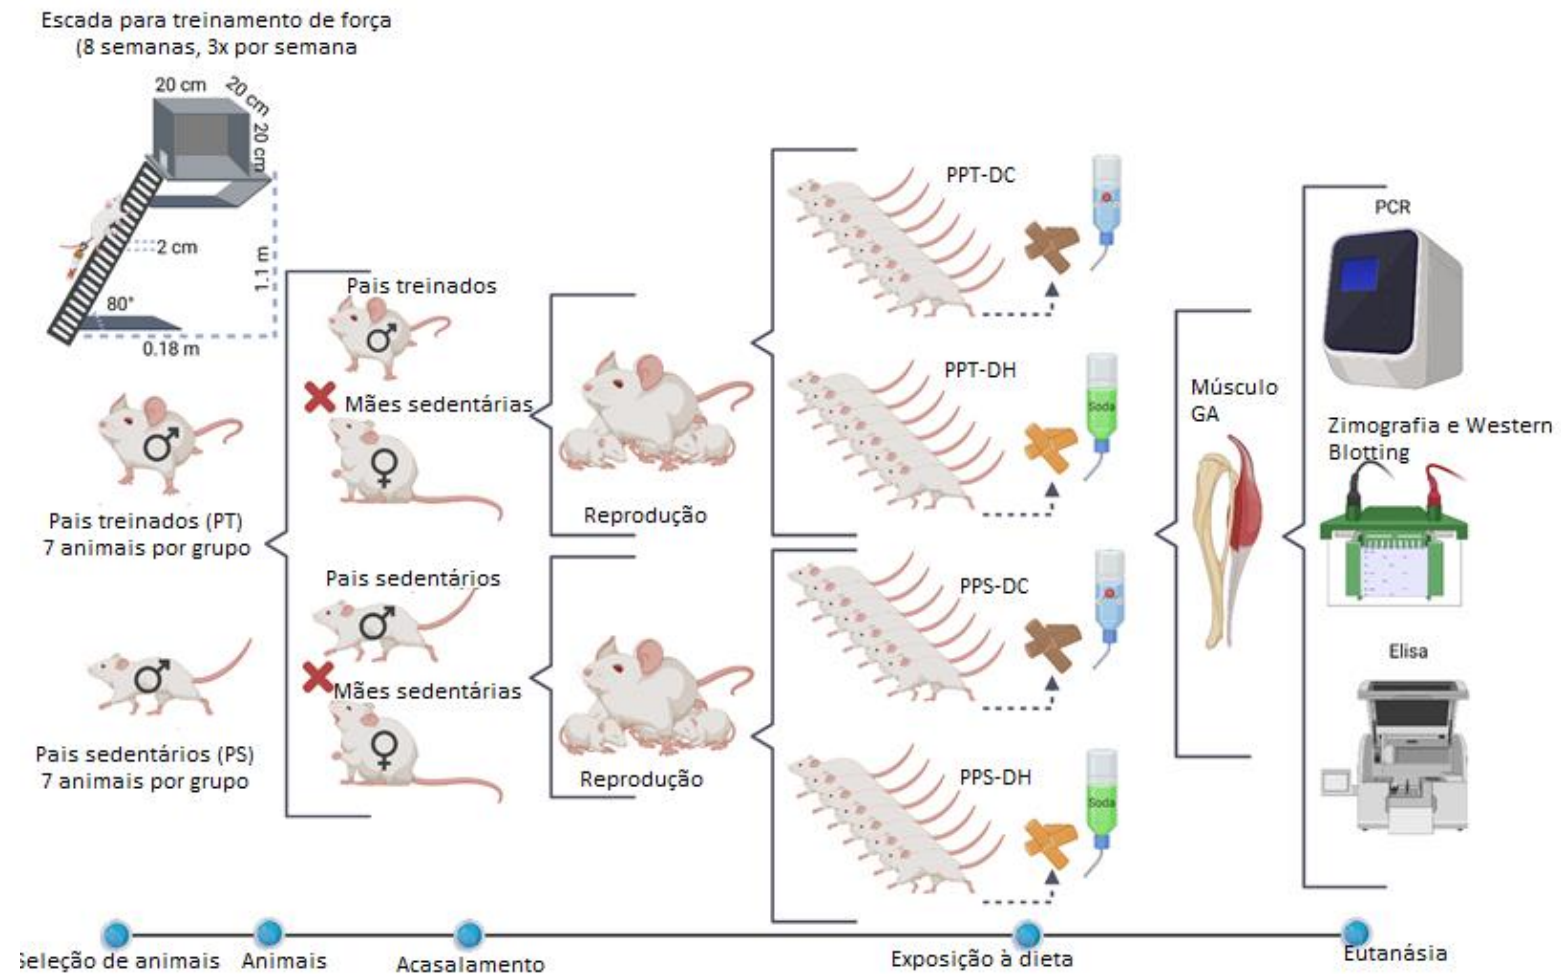 Escada para treinamento de força
(8 semanas, 3x por semana
20 cm
20 cm
20 cm
2 cm
1.1 m
80°
0.18 m
Pais treinados (PT)
7 animais por grupo
Pais sedentários (PS)
7 animais por grupo
Pais treinados
Mães sedentárias
Pais sedentários
Mães sedentárias
Reprodução
Reprodução
PPT-DC
PPT-DH
Soda
PPS-DC
PPS-DH
Soda
Músculo
GA
PCR
Zimografia e Western
Blotting
Elisa
Seleção de animais
Animais
Acasalamento
Exposição à dieta
Eutanásia